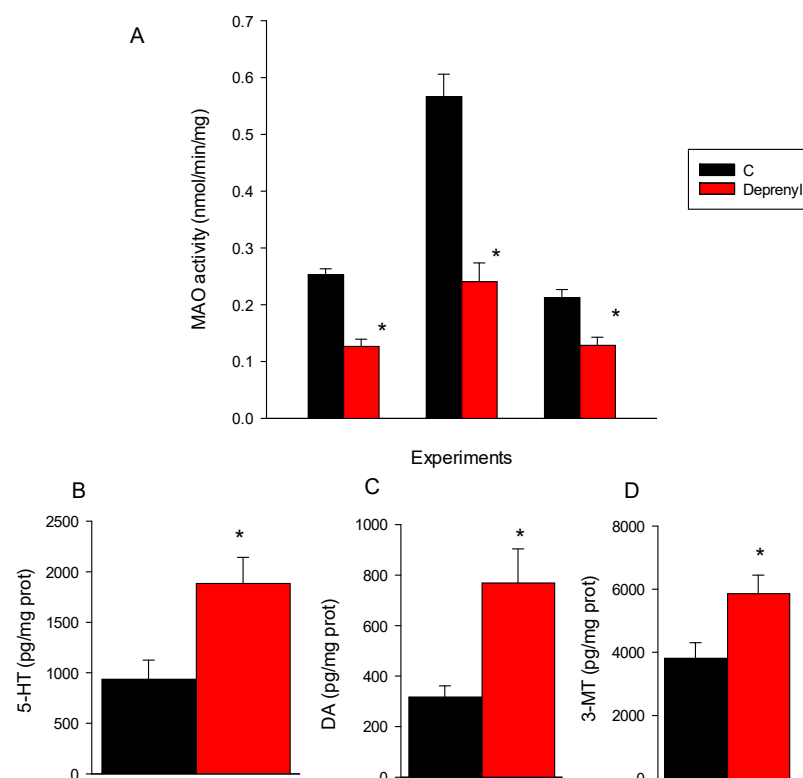 A
0.7
0.6
0.5
0.4
0.3
0.2
0.1
0.0
MAO activity (nmol/min/mg)
*
*
*
C
Deprenyl
Experiments
B
2500
2000
1500
1000
500
0
5-HT (pg/mg prot)
*
C
1000
800
600
400
200
0
DA (pg/mg prot)
*
D
8000
6000
4000
2000
0
3-MT (pg/mg prot)
*